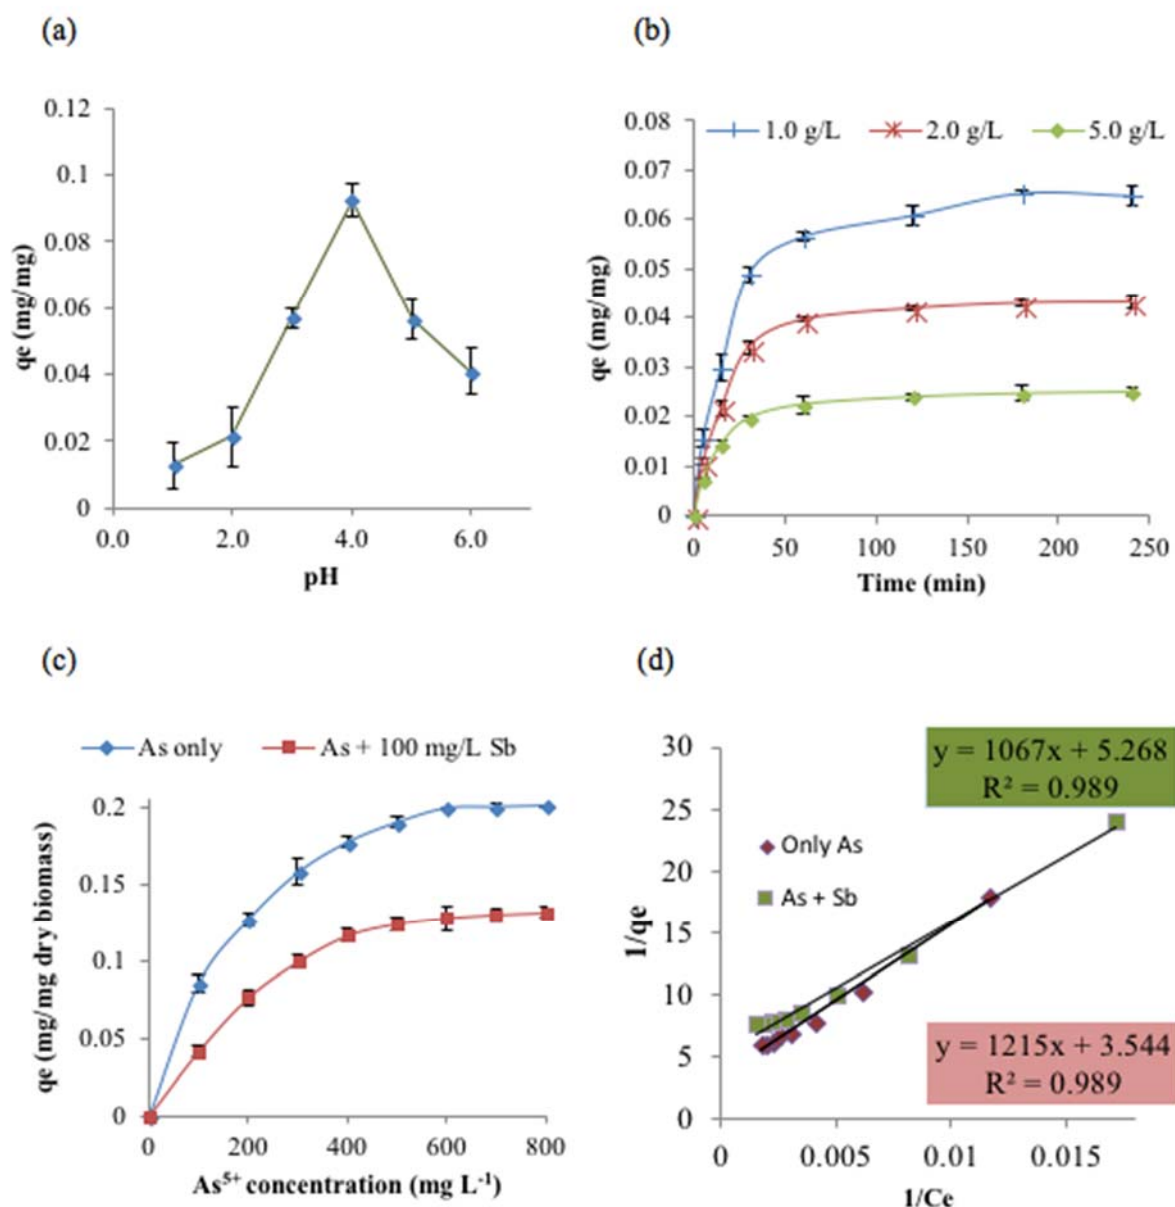 (a)
0.12
0.1
0.08
0.06
0.04
0.02
0
qe (mg/mg)
0.0 2.0 4.0 6.0
pH
(b)
1.0 g/L 2.0 g/L 5.0 g/L
0.08
0.07
0.06
0.05
0.04
0.03
0.02
0.01
0
qe (mg/mg)
0 50 100 150 200 250
Time (min)
(c)
As only As + 100 mg/L Sb
0.2
0.15
0.1
0.05
0
qe (mg/mg dry biomass)
0 200 400 600 800
As⁵⁺ concentration (mg L⁻¹)
(d)
y = 1067x + 5.268
R² = 0.989
Only As
As + Sb
y = 1215x + 3.544
R² = 0.989
30
25
20
15
10
5
0
1/qe
0 0.005 0.01 0.015
1/Ce